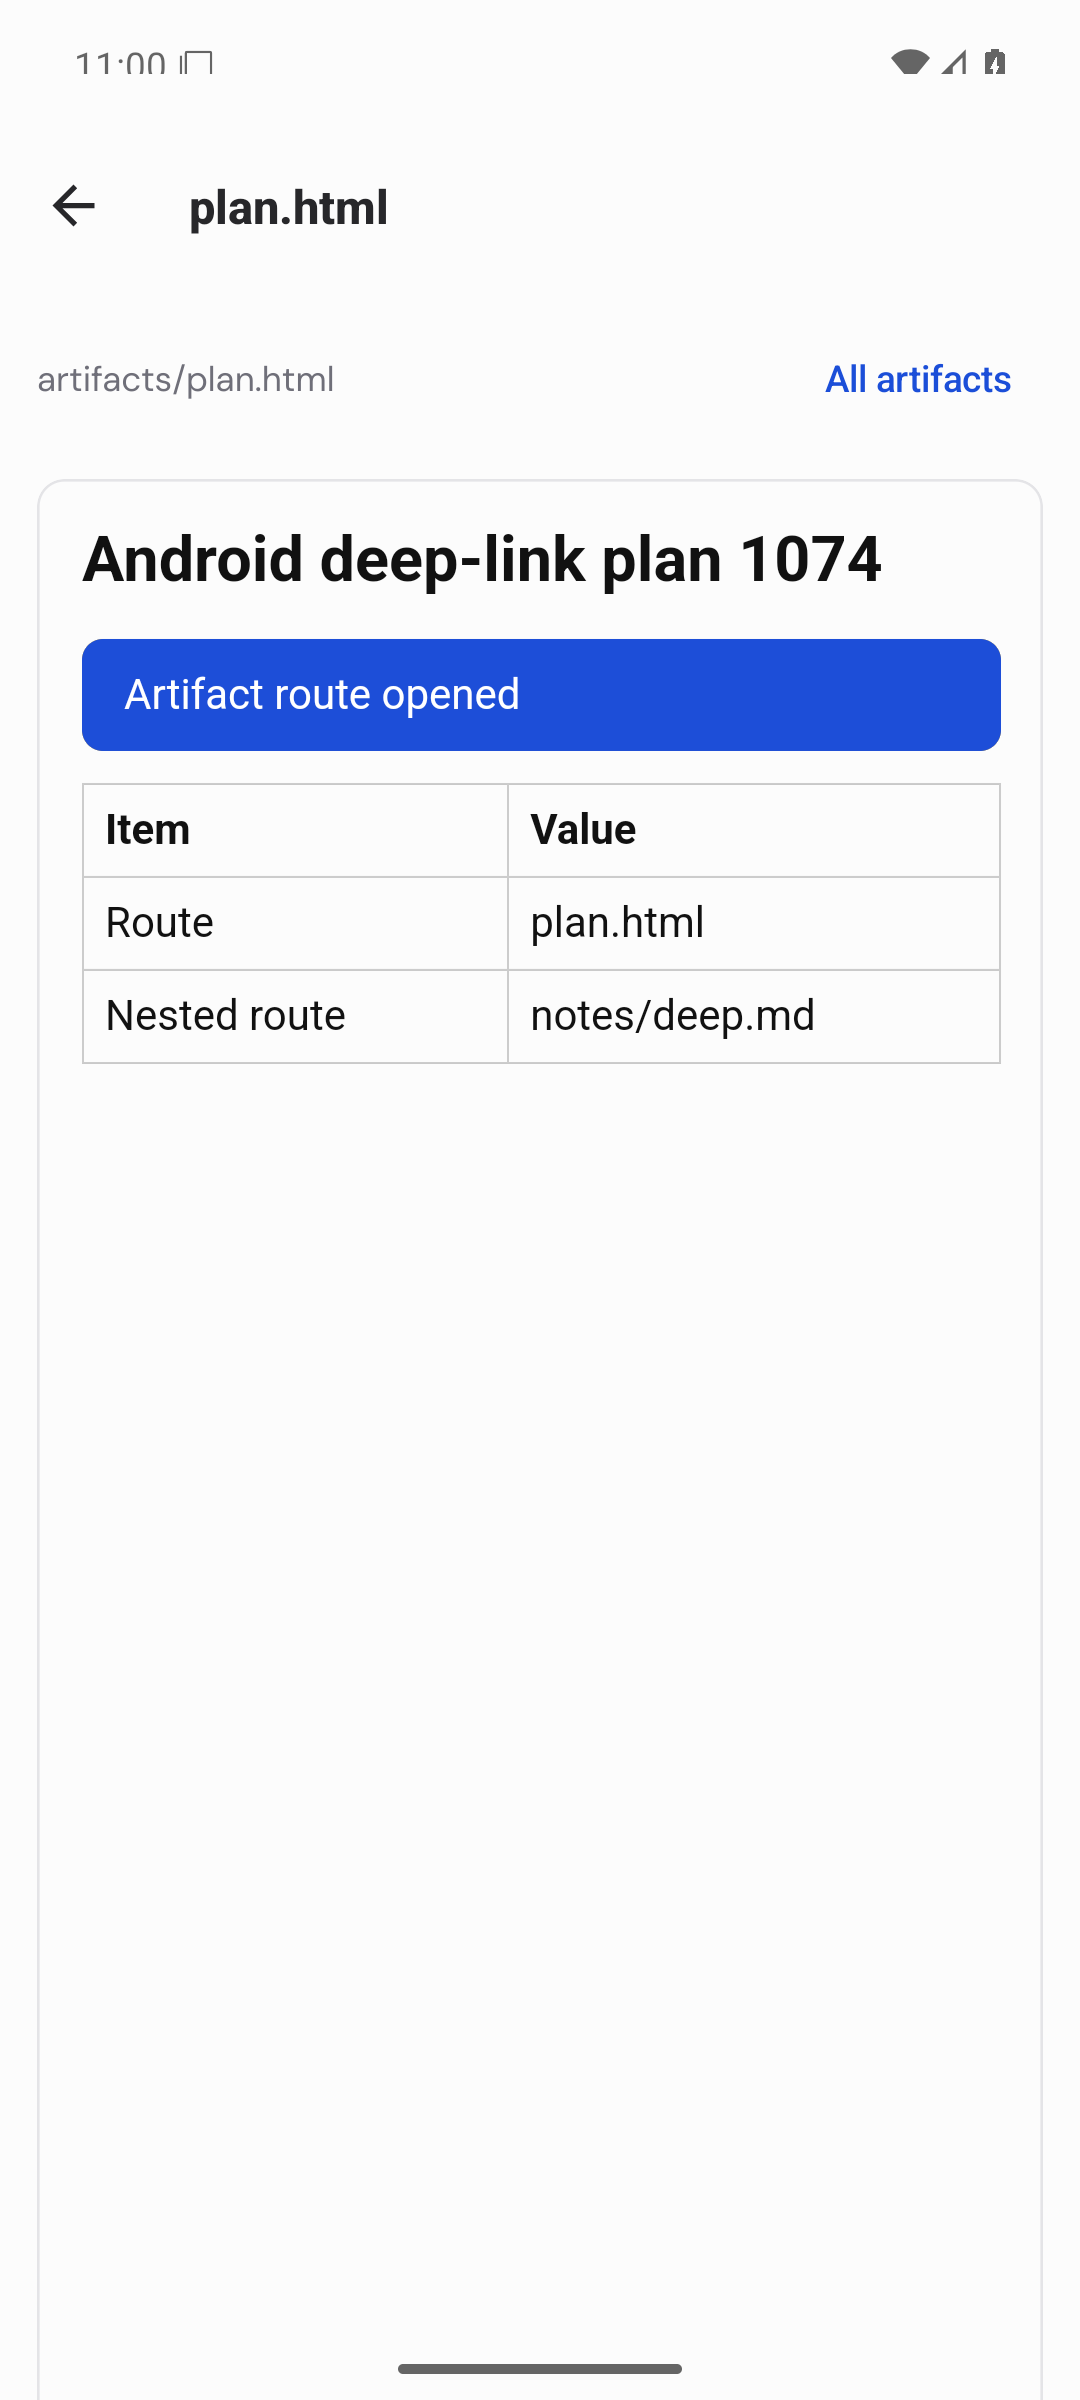 11:00
plan.html
artifacts/plan.html
All artifacts
Android deep-link plan 1074
Artifact route opened
Item Value
Route plan.html
Nested route notes/deep.md